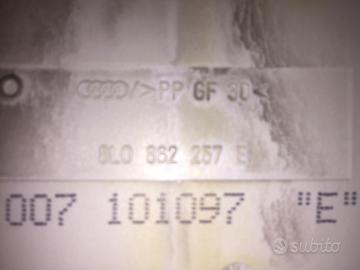 />PP GF 30<
8L0 862 257 E
007 101097 "E"
subito